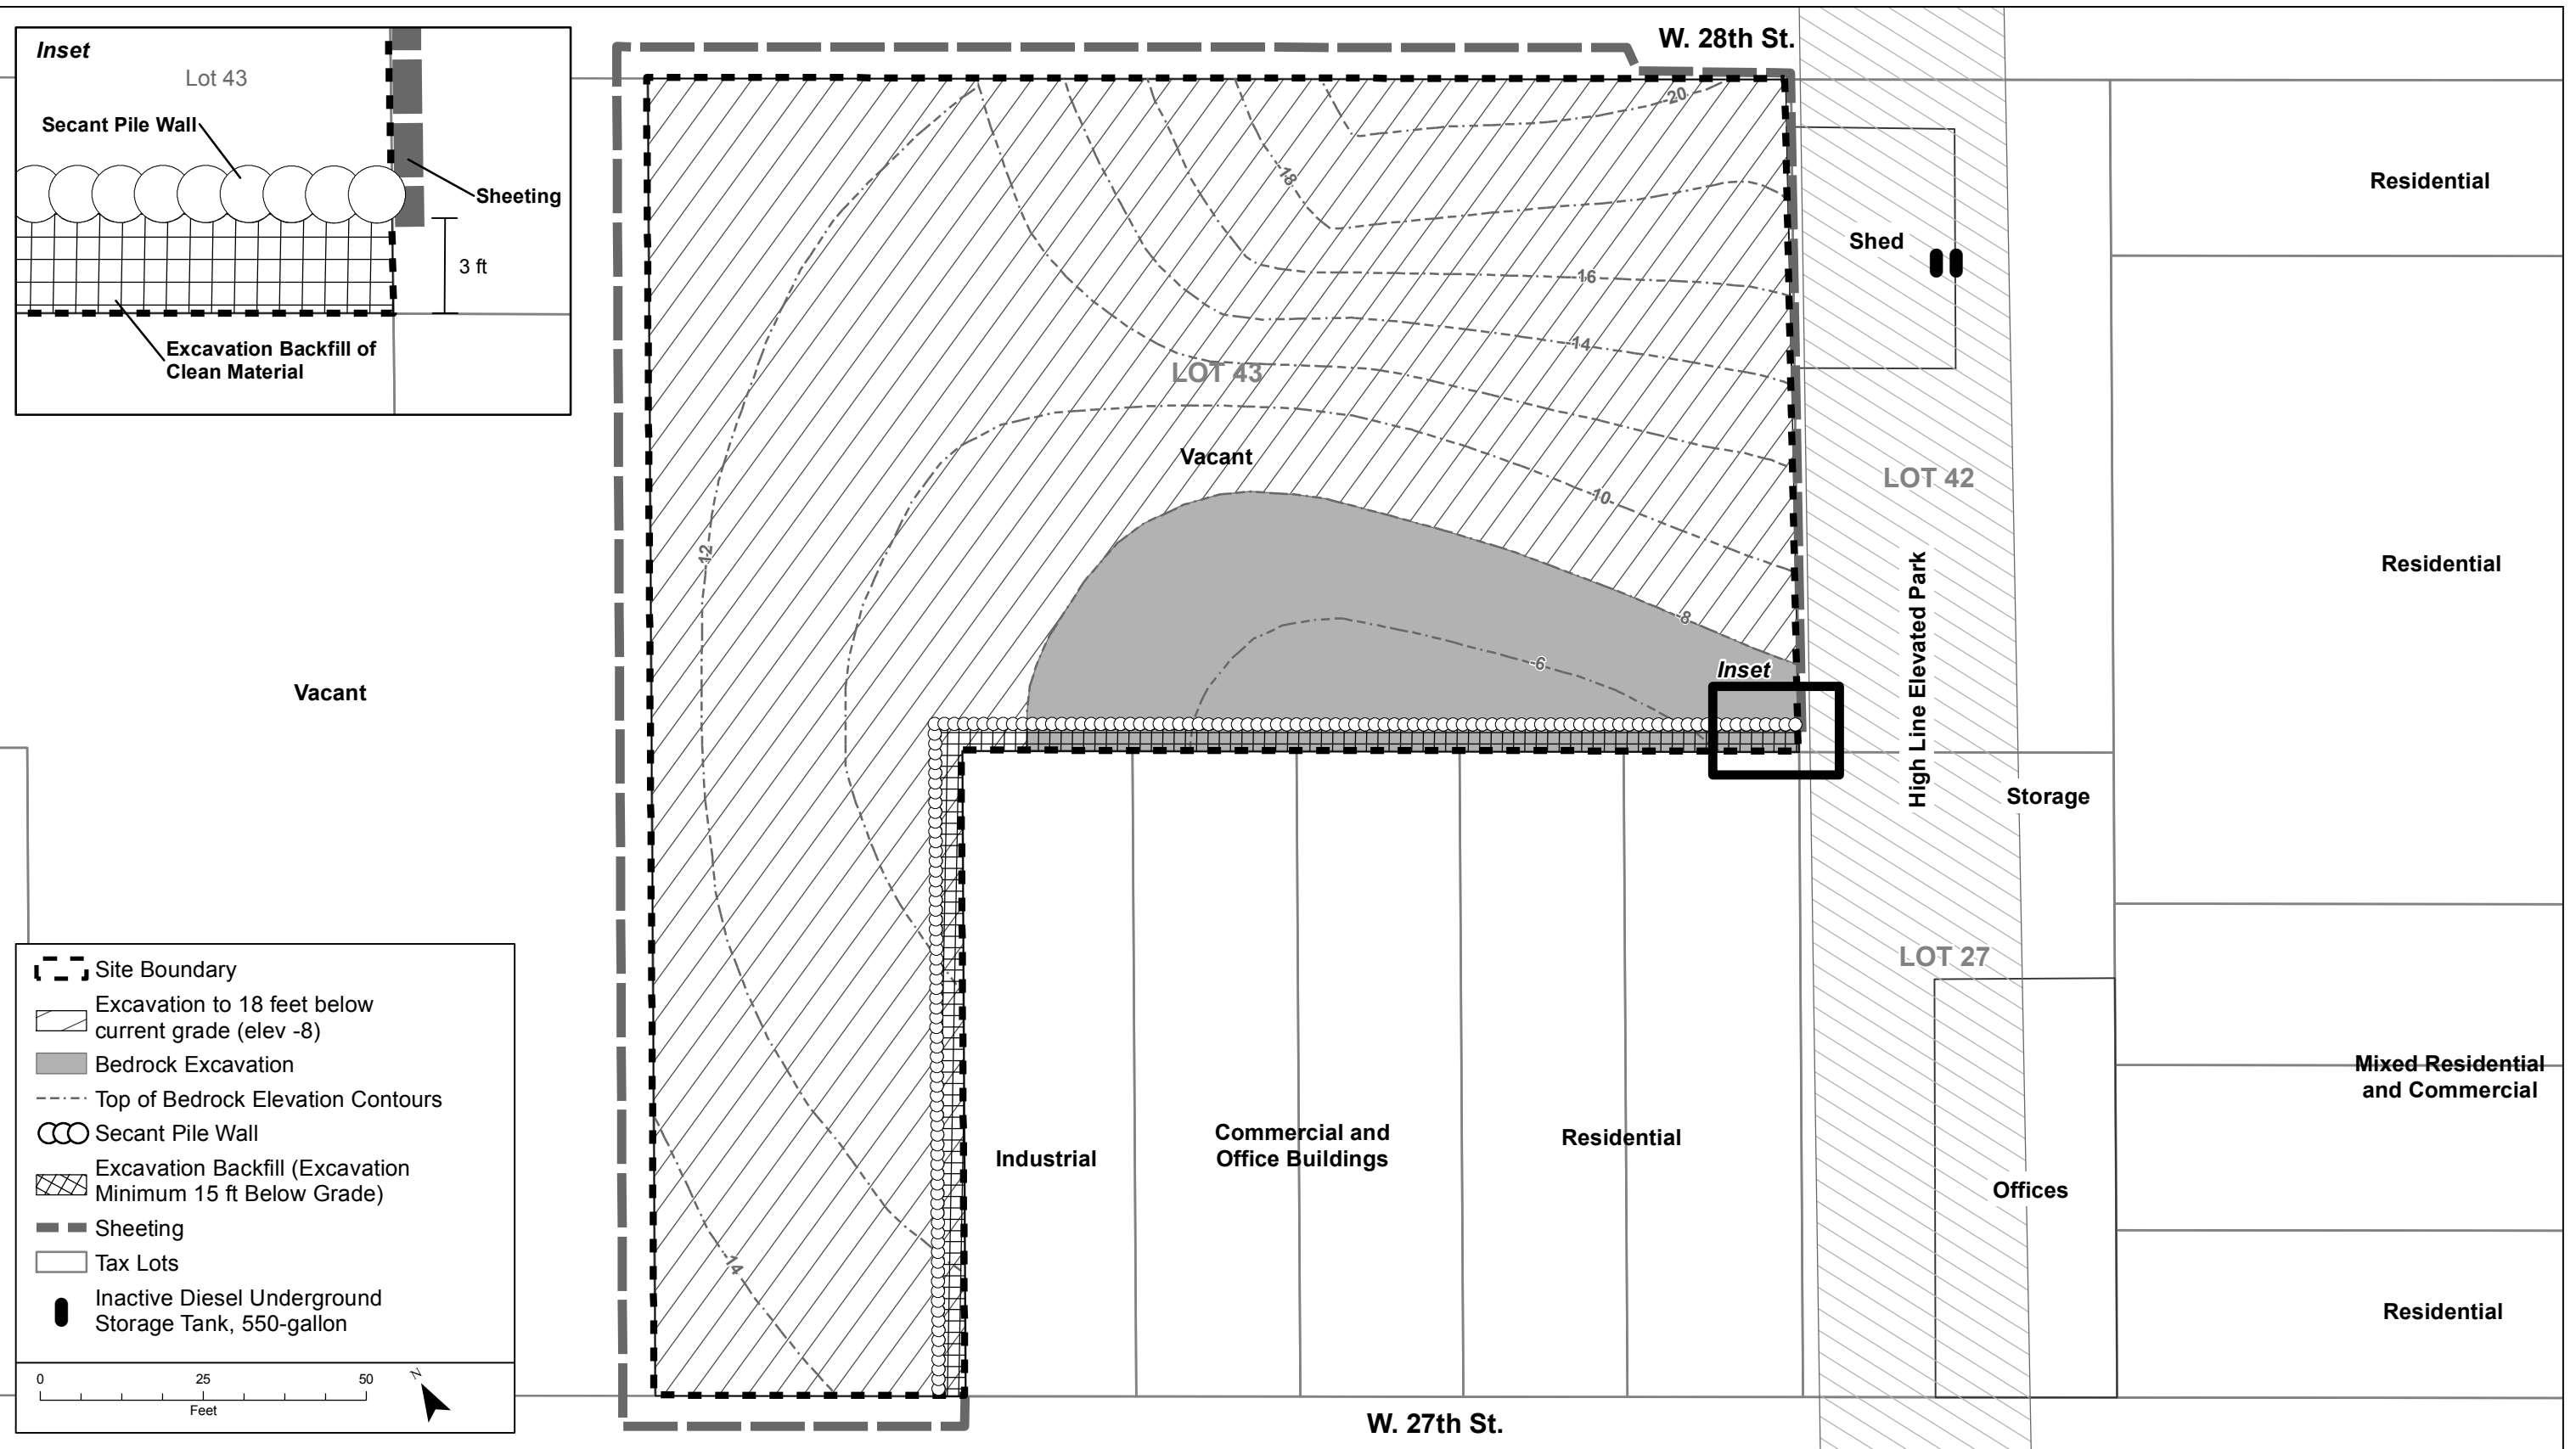 Inset
Lot 43
Secant Pile Wall
Sheeting
3 ft
Excavation Backfill of
Clean Material
W. 28th St.
-20
-18
-16
-14
LOT 43
Vacant
-10
-12
-8
-6
Inset
-14
Shed
LOT 42
High Line Elevated Park
Storage
LOT 27
Offices
Residential
Residential
Mixed Residential
and Commercial
Residential
Vacant
Industrial
Commercial and
Office Buildings
Residential
W. 27th St.
Site Boundary
Excavation to 18 feet below
current grade (elev -8)
Bedrock Excavation
Top of Bedrock Elevation Contours
Secant Pile Wall
Excavation Backfill (Excavation
Minimum 15 ft Below Grade)
Sheeting
Tax Lots
Inactive Diesel Underground
Storage Tank, 550-gallon
0 25 50
Feet
N